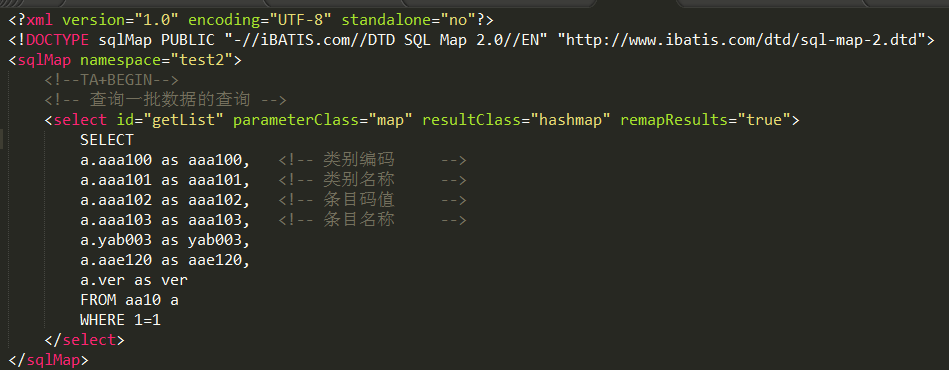 <?xml version="1.0" encoding="UTF-8" standalone="no"?>
<!DOCTYPE sqlMap PUBLIC "-//iBATIS.com//DTD SQL Map 2.0//EN" "http://www.ibatis.com/dtd/sql-map-2.dtd">
<sqlMap namespace="test2">
    <!--TA+BEGIN-->
    <!-- 查询一批数据的查询 -->
    <select id="getList" parameterClass="map" resultClass="hashmap" remapResults="true">
        SELECT
        a.aaa100 as aaa100,   <!-- 类别编码     -->
        a.aaa101 as aaa101,   <!-- 类别名称     -->
        a.aaa102 as aaa102,   <!-- 条目码值     -->
        a.aaa103 as aaa103,   <!-- 条目名称     -->
        a.yab003 as yab003,
        a.aae120 as aae120,
        a.ver as ver
        FROM aa10 a
        WHERE 1=1
    </select>
</sqlMap>